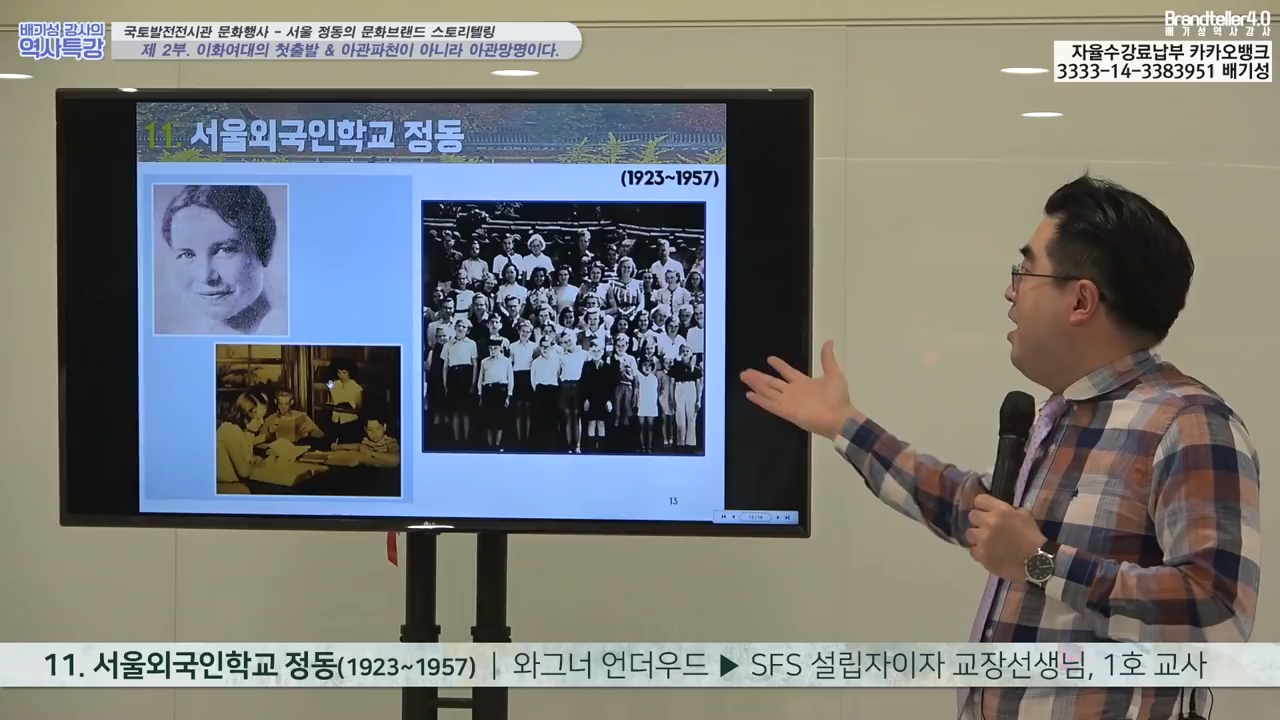 배기성 강사의
역사특강
국토발전전시관 문화행사 - 서울 정동의 문화브랜드 스토리텔링
제 2부. 이화여대의 첫출발 & 아관파천이 아니라 아관망명이다.
Brandteller4.0
배기성역사강사
자율수강료납부 카카오뱅크
3333-14-3383951 배기성
11. 서울외국인학교 정동
(1923~1957)
13
LG
11. 서울외국인학교 정동(1923~1957) | 와그너 언더우드 ▶ SFS 설립자이자 교장선생님, 1호 교사